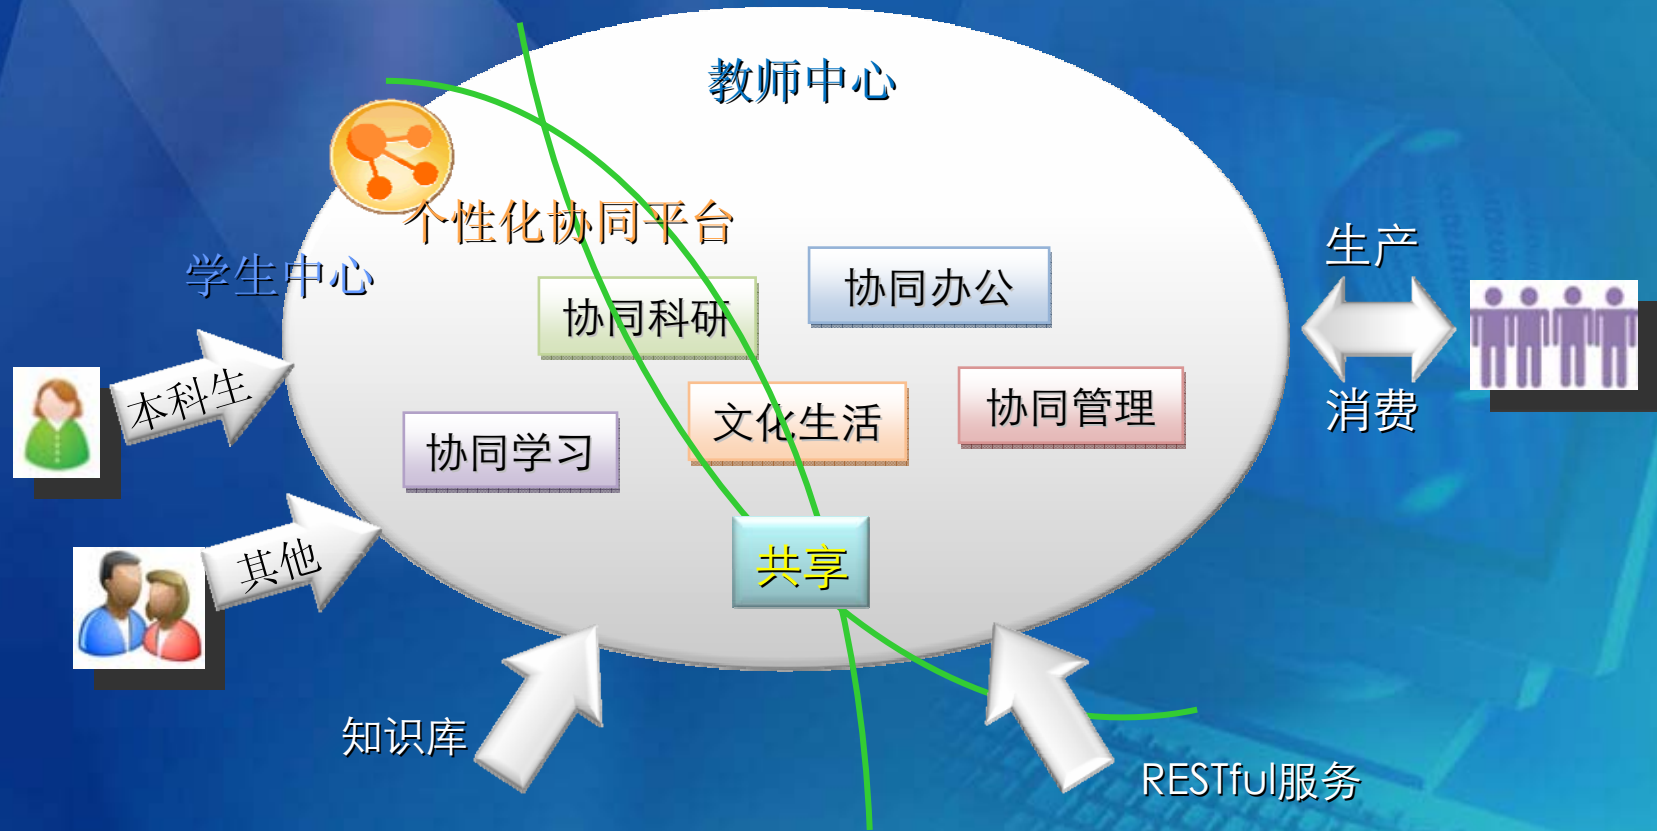 教师中心
个性化协同平台
学生中心
生产
协同办公
协同科研
本科生
协同管理
消费
文化生活
协同学习
其他
共享
知识库
RESTful服务